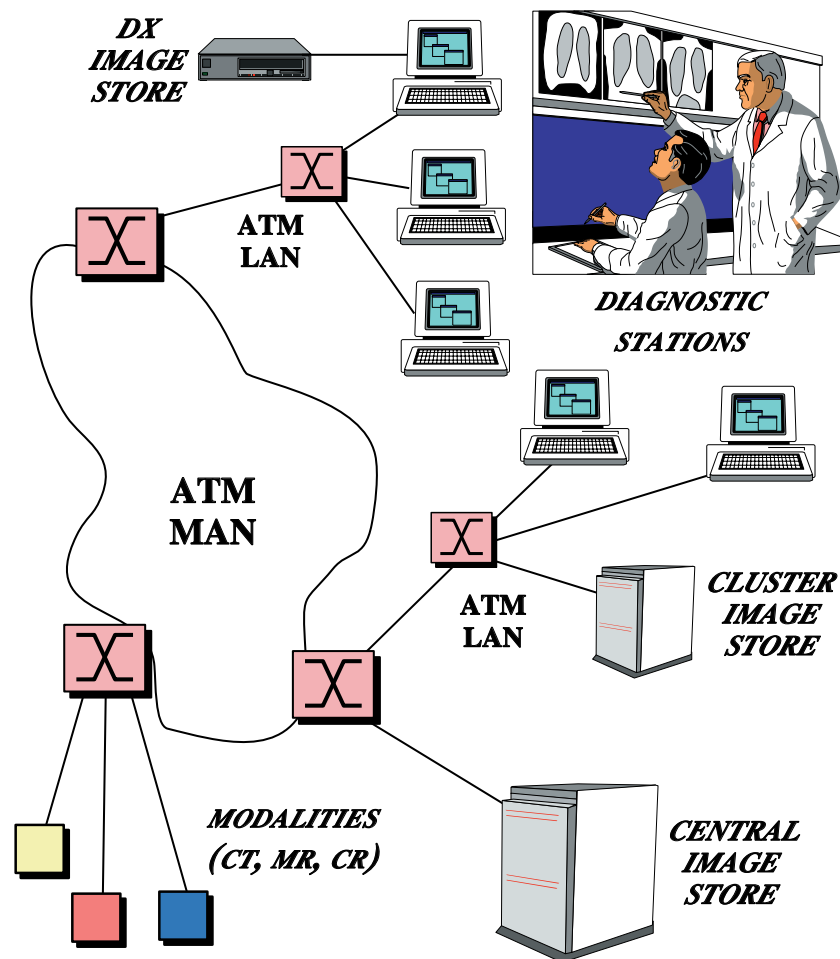 DX
IMAGE
STORE
ATM
LAN
DIAGNOSTIC
STATIONS
ATM
MAN
ATM
LAN
CLUSTER
IMAGE
STORE
MODALITIES
(CT, MR, CR)
CENTRAL
IMAGE
STORE